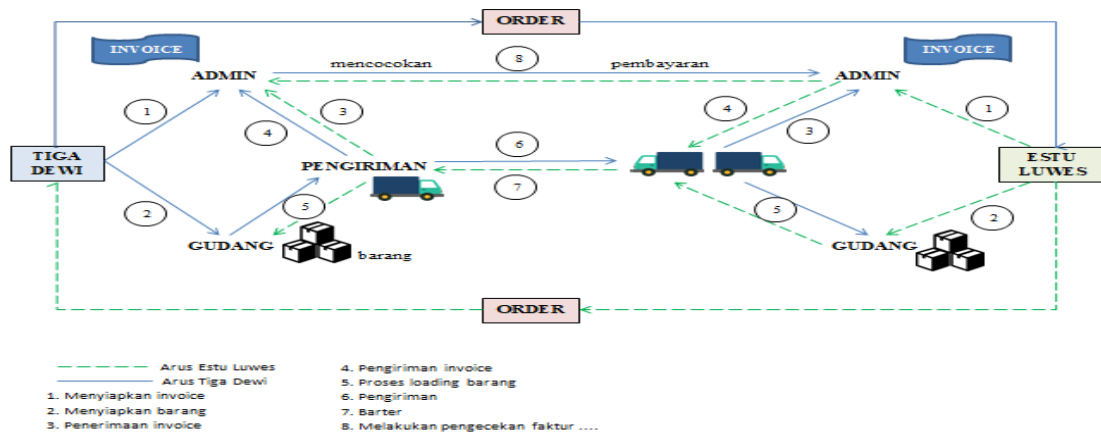 ORDER
INVOICE
INVOICE
ADMIN
mencocokan
8
pembayaran
ADMIN
1
3
4
4
3
1
TIGA
DEWI
PENGIRIMAN
6
7
ESTU
LUWES
2
5
5
2
GUDANG
barang
GUDANG
ORDER
Arus Estu Luwes
Arus Tiga Dewi
1. Menyiapkan invoice
2. Menyiapkan barang
3. Penerimaan invoice
4. Pengiriman invoice
5. Proses loading barang
6. Pengiriman
7. Barter
8. Melakukan pengecekan faktur ....